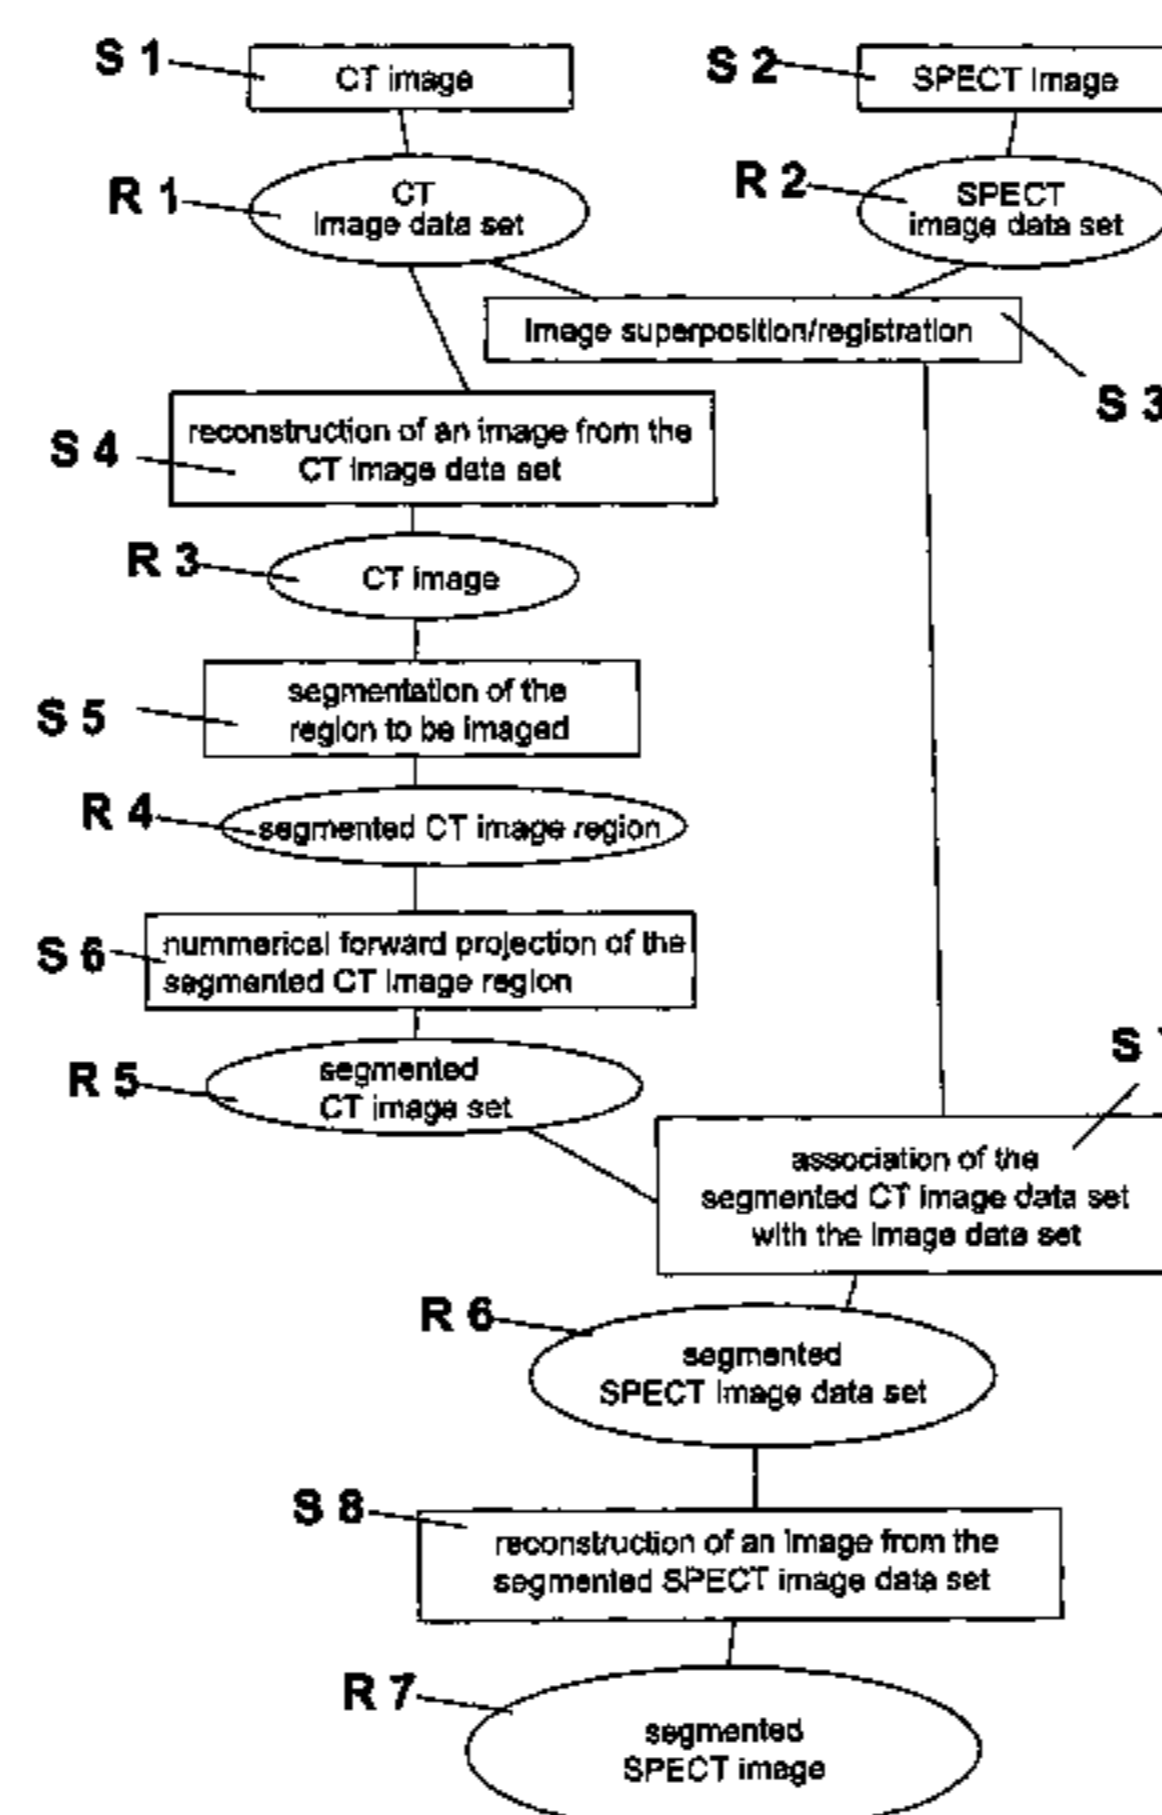 S 1
CT image
S 2
SPECT image
R 1
CT
image data set
R 2
SPECT
image data set
image superposition/registration
S 3
S 4
reconstruction of an image from the
CT image data set
R 3
CT image
S 5
segmentation of the
region to be imaged
R 4
segmented CT image region
S 6
nummerical forward projection of the
segmented CT image region
S
R 5
segmented
CT image set
association of the
segmented CT image data set
with the image data set
R 6
segmented
SPECT image data set
S 8
reconstruction of an image from the
segmented SPECT image data set
R 7
segmented
SPECT image